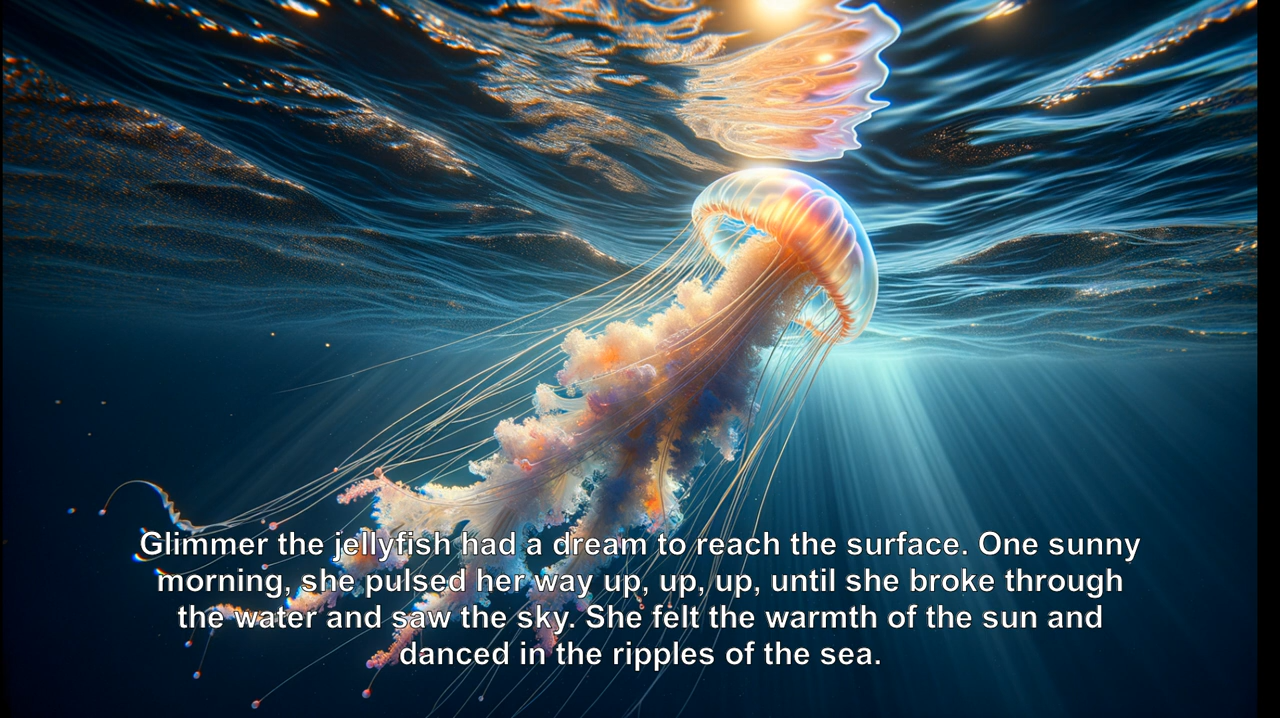 Glimmer the jellyfish had a dream to reach the surface. One sunny
morning, she pulsed her way up, up, up, until she broke through
the water and saw the sky. She felt the warmth of the sun and
danced in the ripples of the sea.